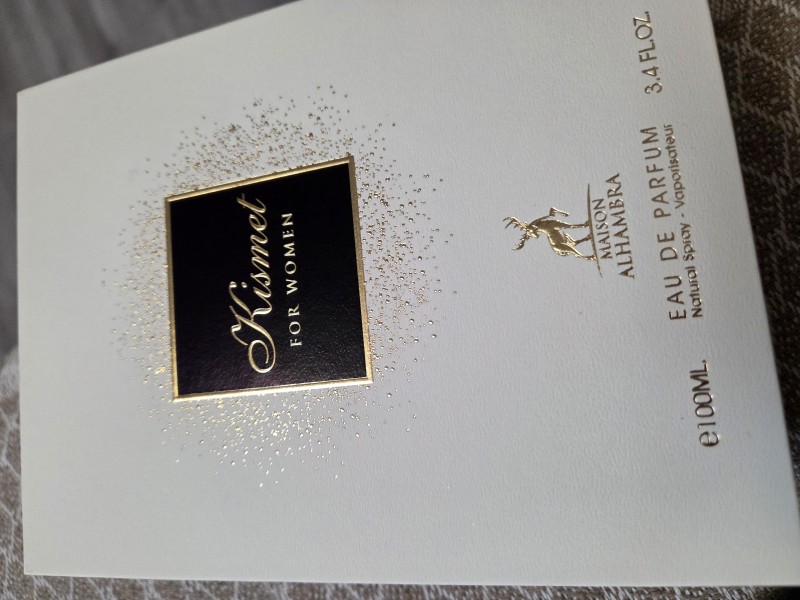 Kismet
FOR WOMEN
MAISON
ALHAMBRA
EAU DE PARFUM
Natural Spray - Vaporisateur
℮100ML. 3.4 FL.OZ.